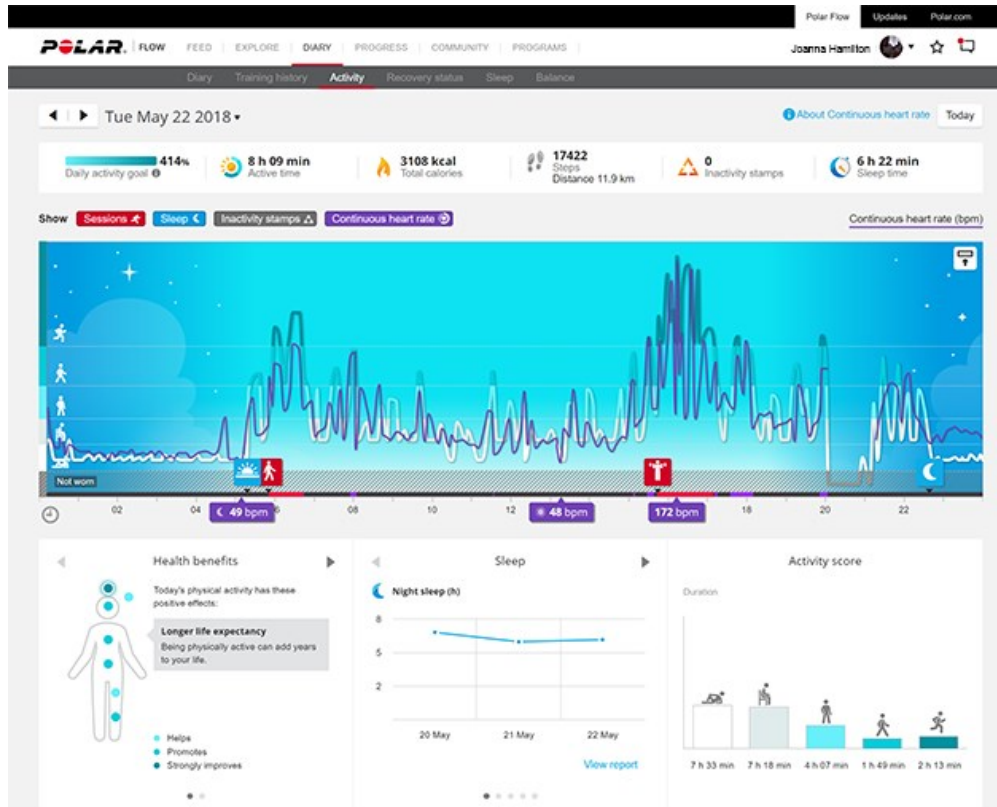 Polar Flow Updates Polar.com
POLAR. FLOW FEED EXPLORE DIARY PROGRESS COMMUNITY PROGRAMS
Joanna Hamilton
Diary Training history Activity Recovery status Sleep Balance
Tue May 22 2018
About Continuous heart rate Today
414%
Daily activity goal
8 h 09 min
Active time
3108 kcal
Total calories
17422
Steps
Distance 11.9 km
0
Inactivity stamps
6 h 22 min
Sleep time
Show Sessions Sleep Inactivity stamps Continuous heart rate
Continuous heart rate (bpm)
Not worn
02 04 6 08 10 12 18 20 22
49 bpm 48 bpm 172 bpm
Health benefits
Today's physical activity has these
positive effects:
Longer life expectancy
Being physically active can add years
to your life.
Helps
Promotes
Strongly improves
Sleep
Night sleep (h)
8
5
2
20 May 21 May 22 May
View report
Activity score
Duration
7 h 33 min 7 h 18 min 4 h 07 min 1 h 49 min 2 h 13 min